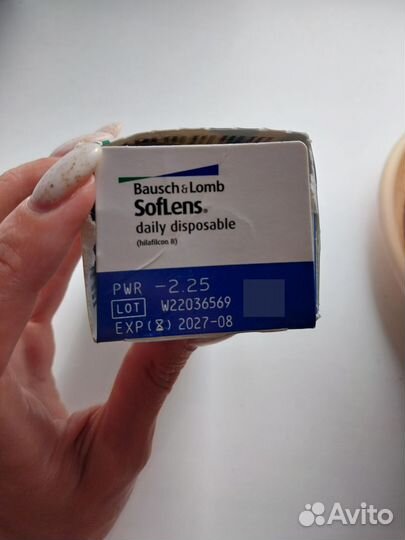 Bausch & Lomb
SofLens®
daily disposable
(hilafilcon B)
PWR -2.25
LOT W22036569
EXP 2027-08
Avito